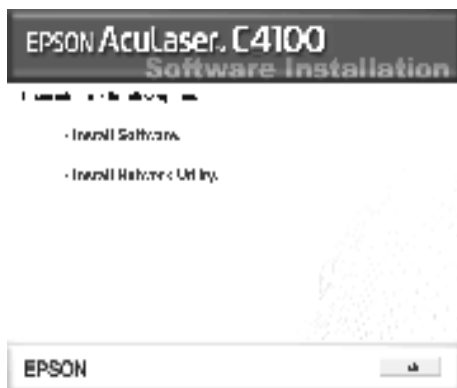 EPSON AcuLaser. C4100
Software Installation
· Install Software.
· Install Network Utility.
EPSON